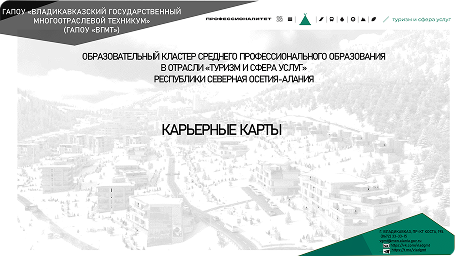 ГАПОУ «ВЛАДИКАВКАЗСКИЙ ГОСУДАРСТВЕННЫЙ
МНОГООТРАСЛЕВОЙ ТЕХНИКУМ»
(ГАПОУ «ВГМТ»)
ПРОФЕССИОНАЛИТЕТ
туризм и сфера услуг
ОБРАЗОВАТЕЛЬНЫЙ КЛАСТЕР СРЕДНЕГО ПРОФЕССИОНАЛЬНОГО ОБРАЗОВАНИЯ
В ОТРАСЛИ «ТУРИЗМ И СФЕРА УСЛУГ»
РЕСПУБЛИКИ СЕВЕРНАЯ ОСЕТИЯ-АЛАНИЯ
КАРЬЕРНЫЕ КАРТЫ